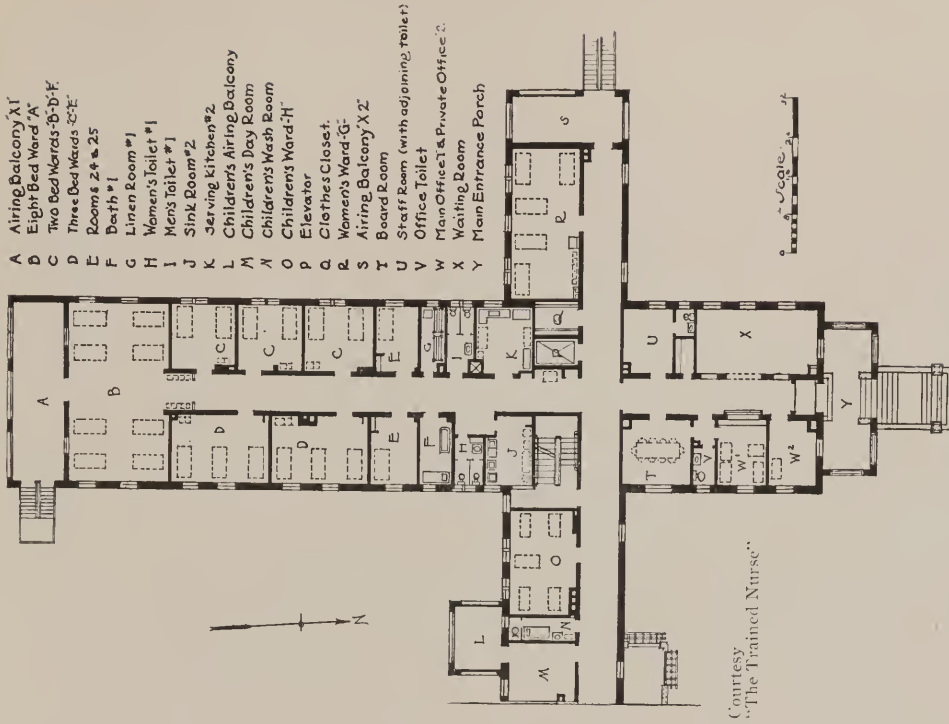 A Airing Balcony "X1"
B Eight Bed Ward "A"
C Two Bed Wards-"B"-"D"-"F"
D Three Bed Wards-"C"-"E"
E Rooms 24 & 25
F Bath #1
G Linen Room #1
H Women's Toilet #1
I Men's Toilet #1
J Sink Room #2
K Serving Kitchen #2
L Children's Airing Balcony
M Children's Day Room
N Children's Wash Room
O Children's Ward-"H"
P Elevator
Q Clothes Closet.
R Women's Ward-"G"-
S Airing Balcony "X2"
T Board Room
U Staff Room (with adjoining toilet)
V Office Toilet
W Main Office 1 & Private Office 2.
X Waiting Room
Y Main Entrance Porch
A
B
C
D
C
D
C
E
E
F
G
H
I
J
K
L
M
N
O
P
Q
R
S
T
U
V
W1
W2
X
Y
N
Scale.
Courtesy
"The Trained Nurse"